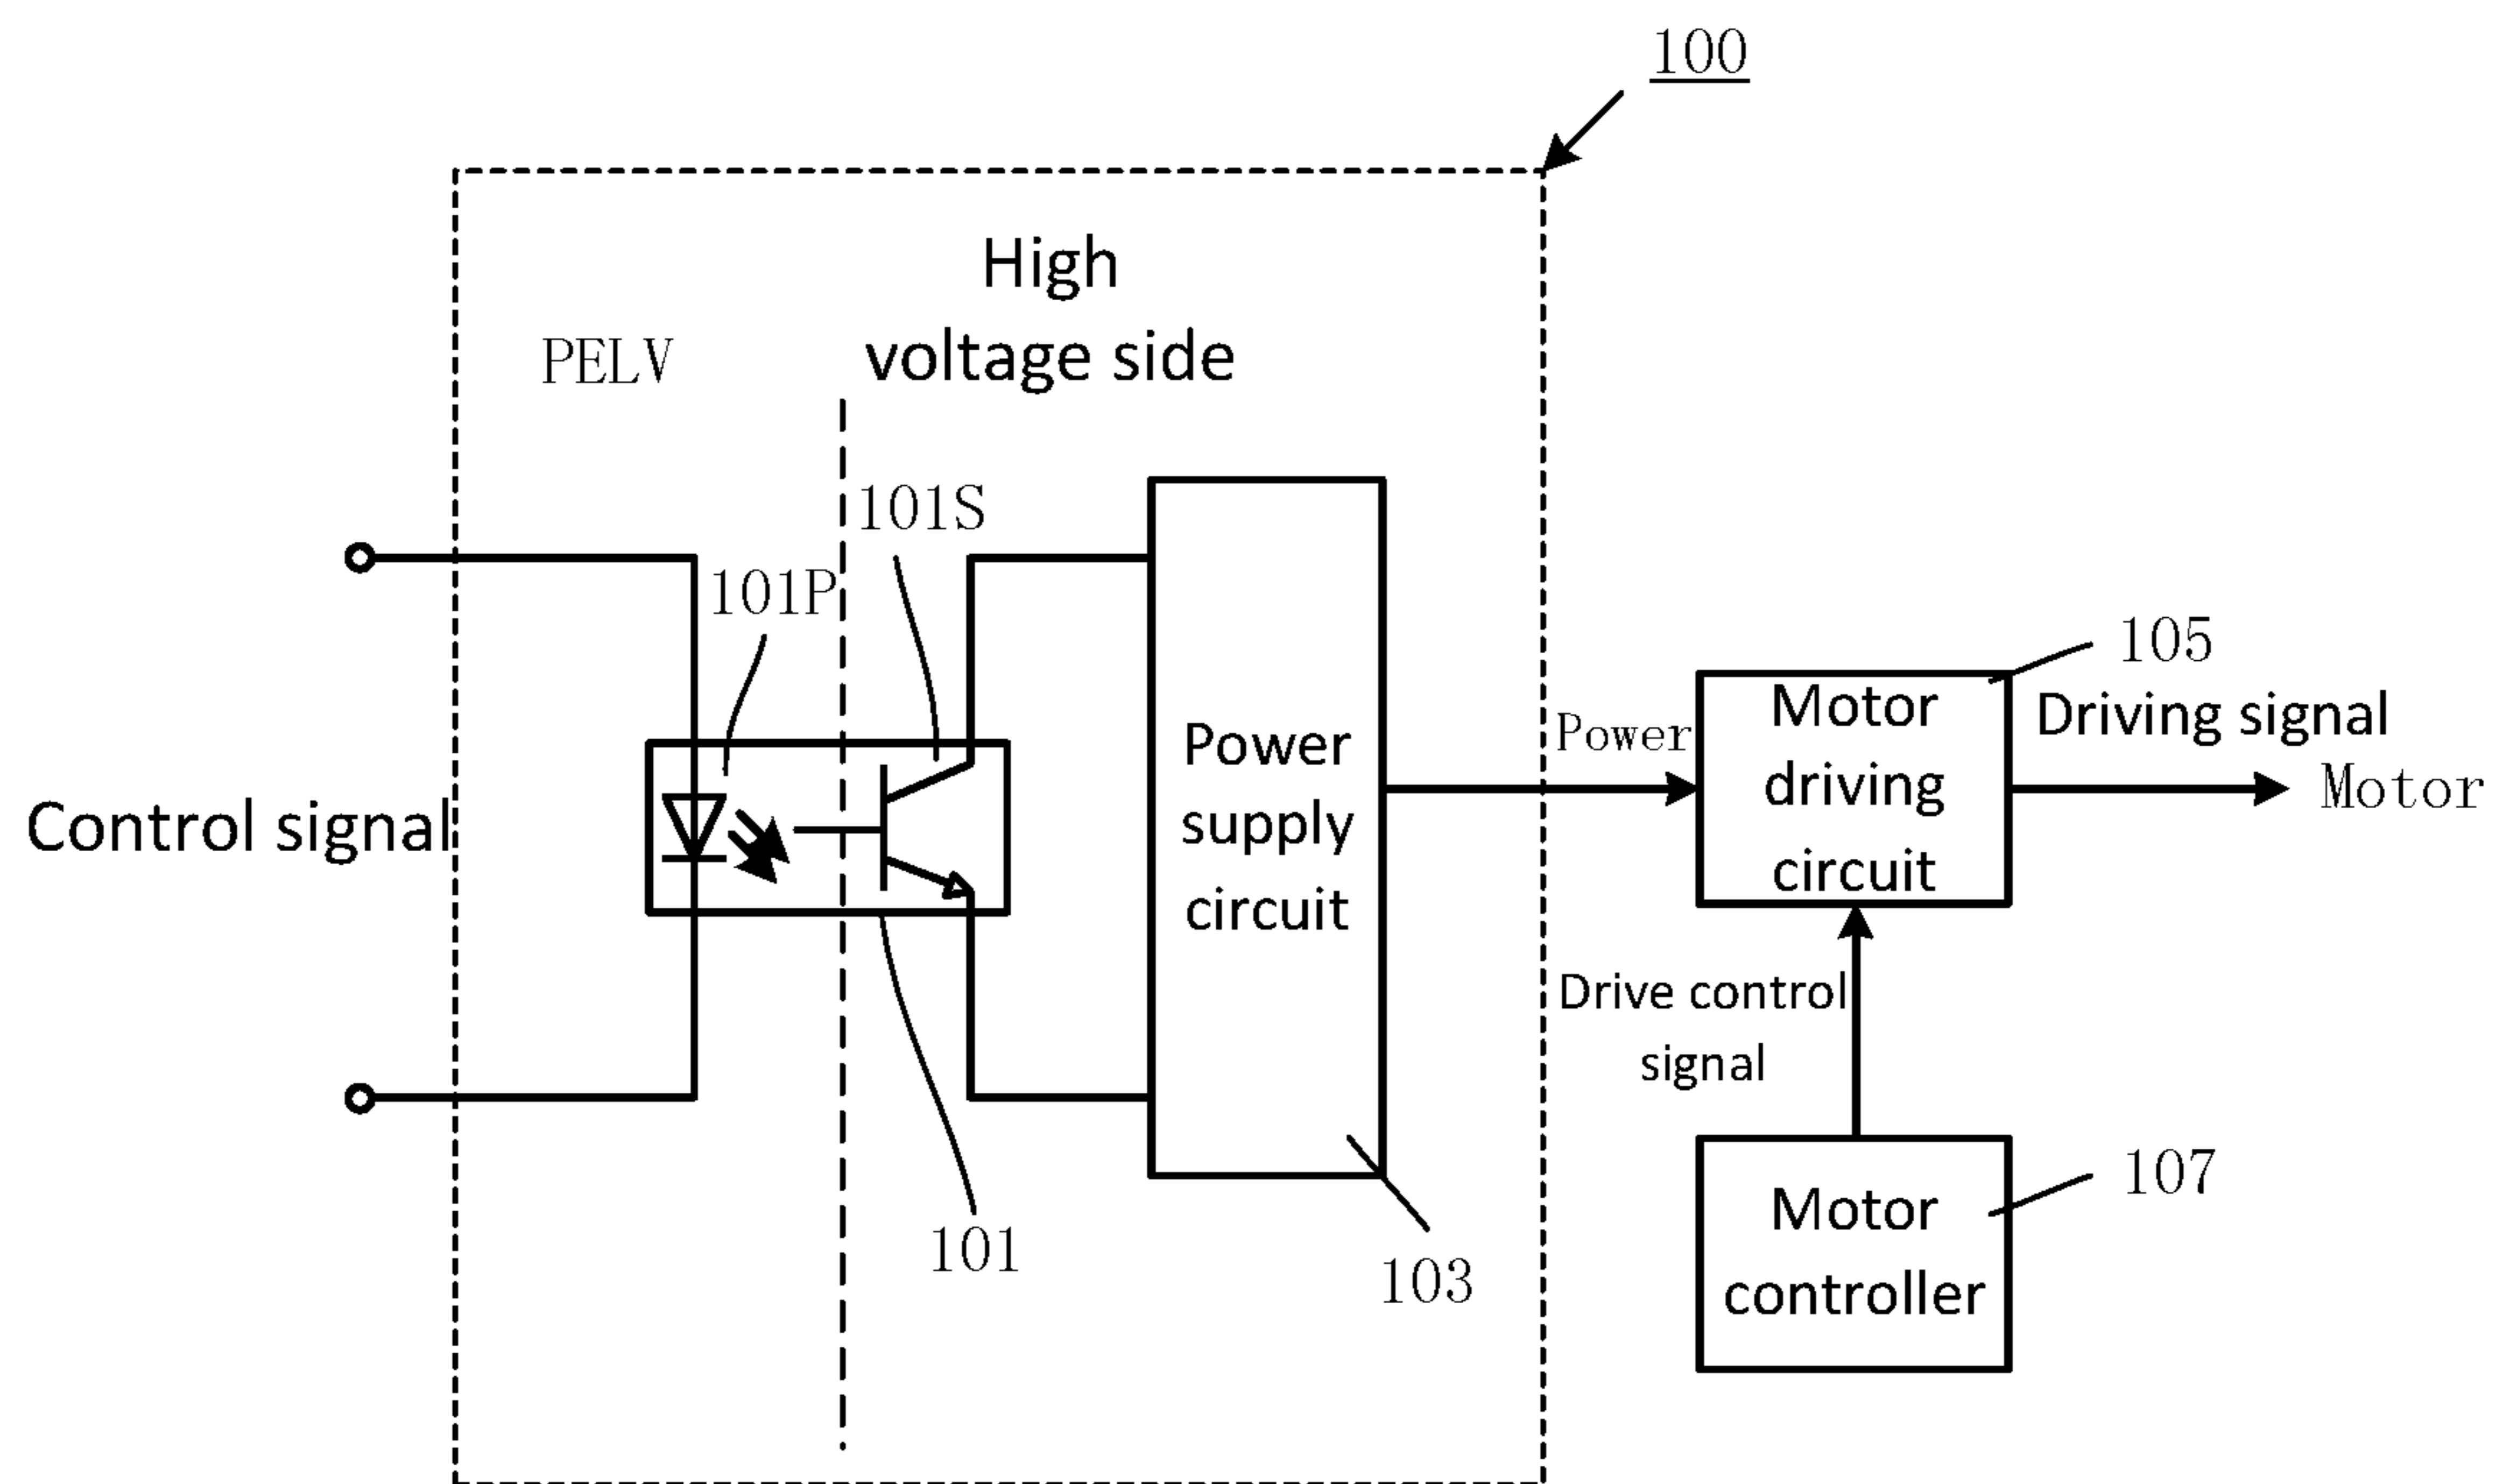 100
High
voltage side
PELV
101S
101P
105
Motor
driving
circuit
Driving signal
Power
Motor
Power
supply
circuit
Control signal
Drive control
signal
101
103
107
Motor
controller